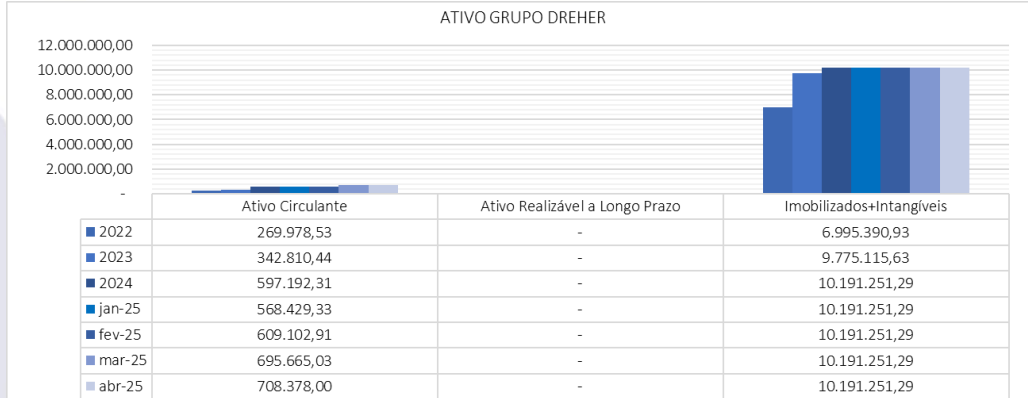 ATIVO GRUPO DREHER
12.000.000,00
10.000.000,00
8.000.000,00
6.000.000,00
4.000.000,00
2.000.000,00
-
Ativo Circulante Ativo Realizável a Longo Prazo Imobilizados+Intangíveis
2022 269.978,53 - 6.995.390,93
2023 342.810,44 - 9.775.115,63
2024 597.192,31 - 10.191.251,29
jan-25 568.429,33 - 10.191.251,29
fev-25 609.102,91 - 10.191.251,29
mar-25 695.665,03 - 10.191.251,29
abr-25 708.378,00 - 10.191.251,29